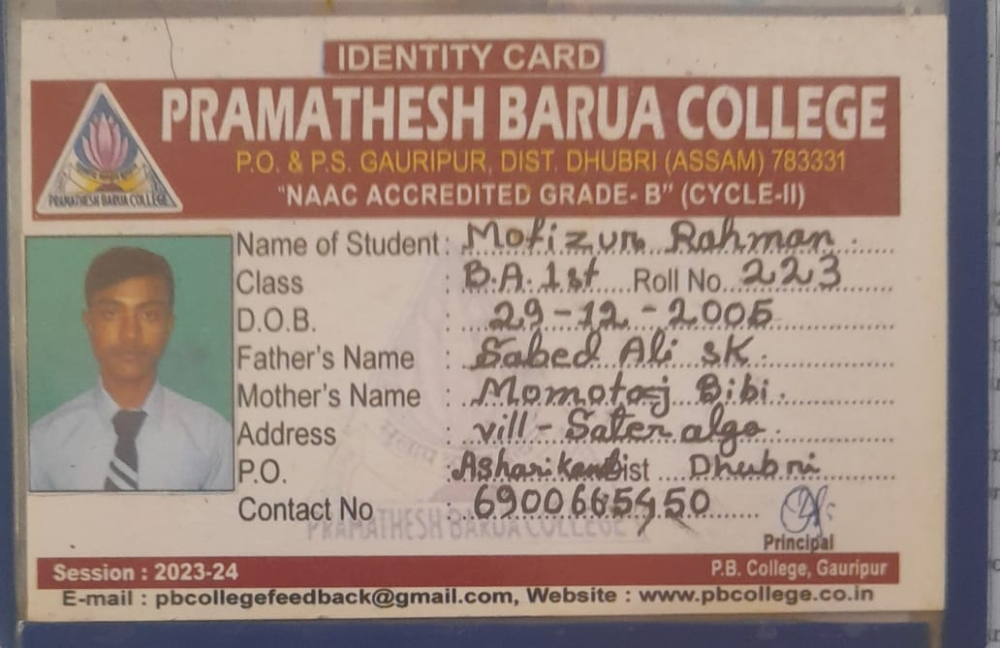 IDENTITY CARD
PRAMATHESH BARUA COLLEGE
P.O. & P.S. GAURIPUR, DIST. DHUBRI (ASSAM) 783331
"NAAC ACCREDITED GRADE- B" (CYCLE-II)
PRAMATHESH BARUA COLLEGE
Name of Student : Mofizur Rahman
Class : B.A. 1st Roll No. 223
D.O.B. : 29-12-2005
Father's Name : Sabed Ali SK.
Mother's Name : Momotaj Bibi.
Address : vill - Sater algo.
P.O. : Asharikandi Dist Dhubri
Contact No : 6900665450
PRAMATHESH BARUA COLLEGE
Principal
Session : 2023-24 P.B. College, Gauripur
E-mail : pbcollegefeedback@gmail.com, Website : www.pbcollege.co.in